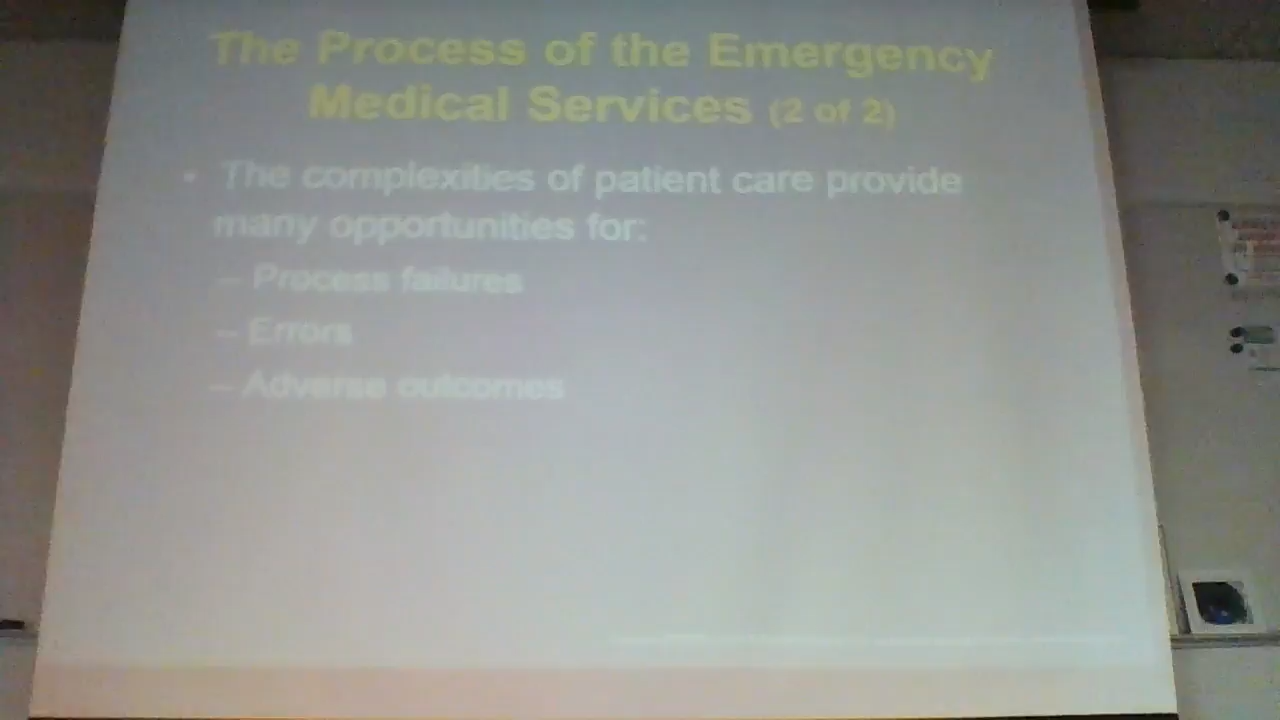 The Process of the Emergency
Medical Services (2 of 2)
• The complexities of patient care provide
many opportunities for:
– Process failures
– Errors
– Adverse outcomes